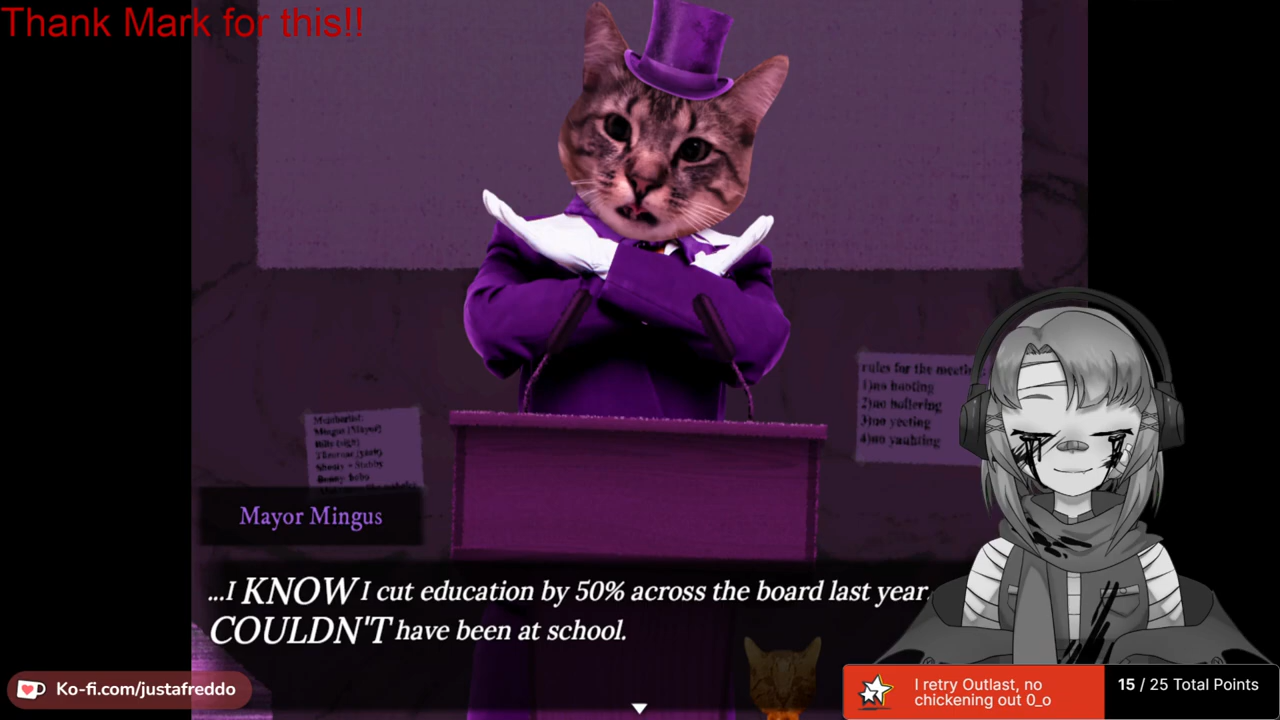 Thank Mark for this!!
rules for the meeting
1)no hooting
2)no hollering
3)no yeeting
4)no yauhting
Mingus (Mayor)
Mayor Mingus
...I KNOW I cut education by 50% across the board last year.
COULDN'T have been at school.
Ko-fi.com/justafreddo
I retry Outlast, no
chickening out 0_o
15 / 25 Total Points